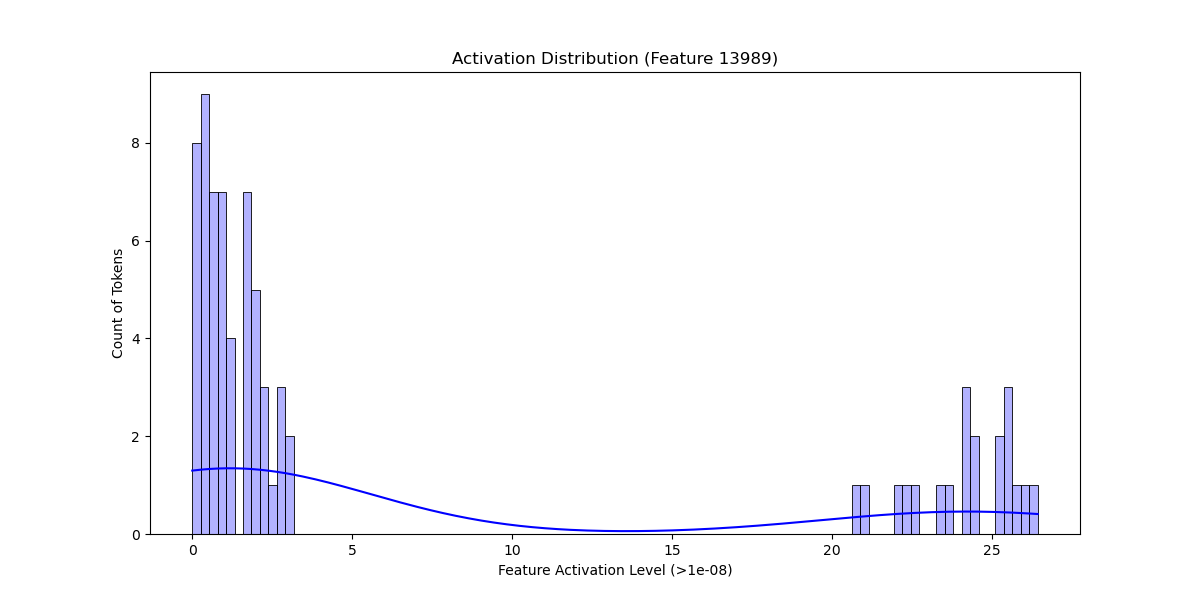 Activation Distribution (Feature 13989)
Count of Tokens
8
6
4
2
0
0 5 10 15 20 25
Feature Activation Level (>1e-08)